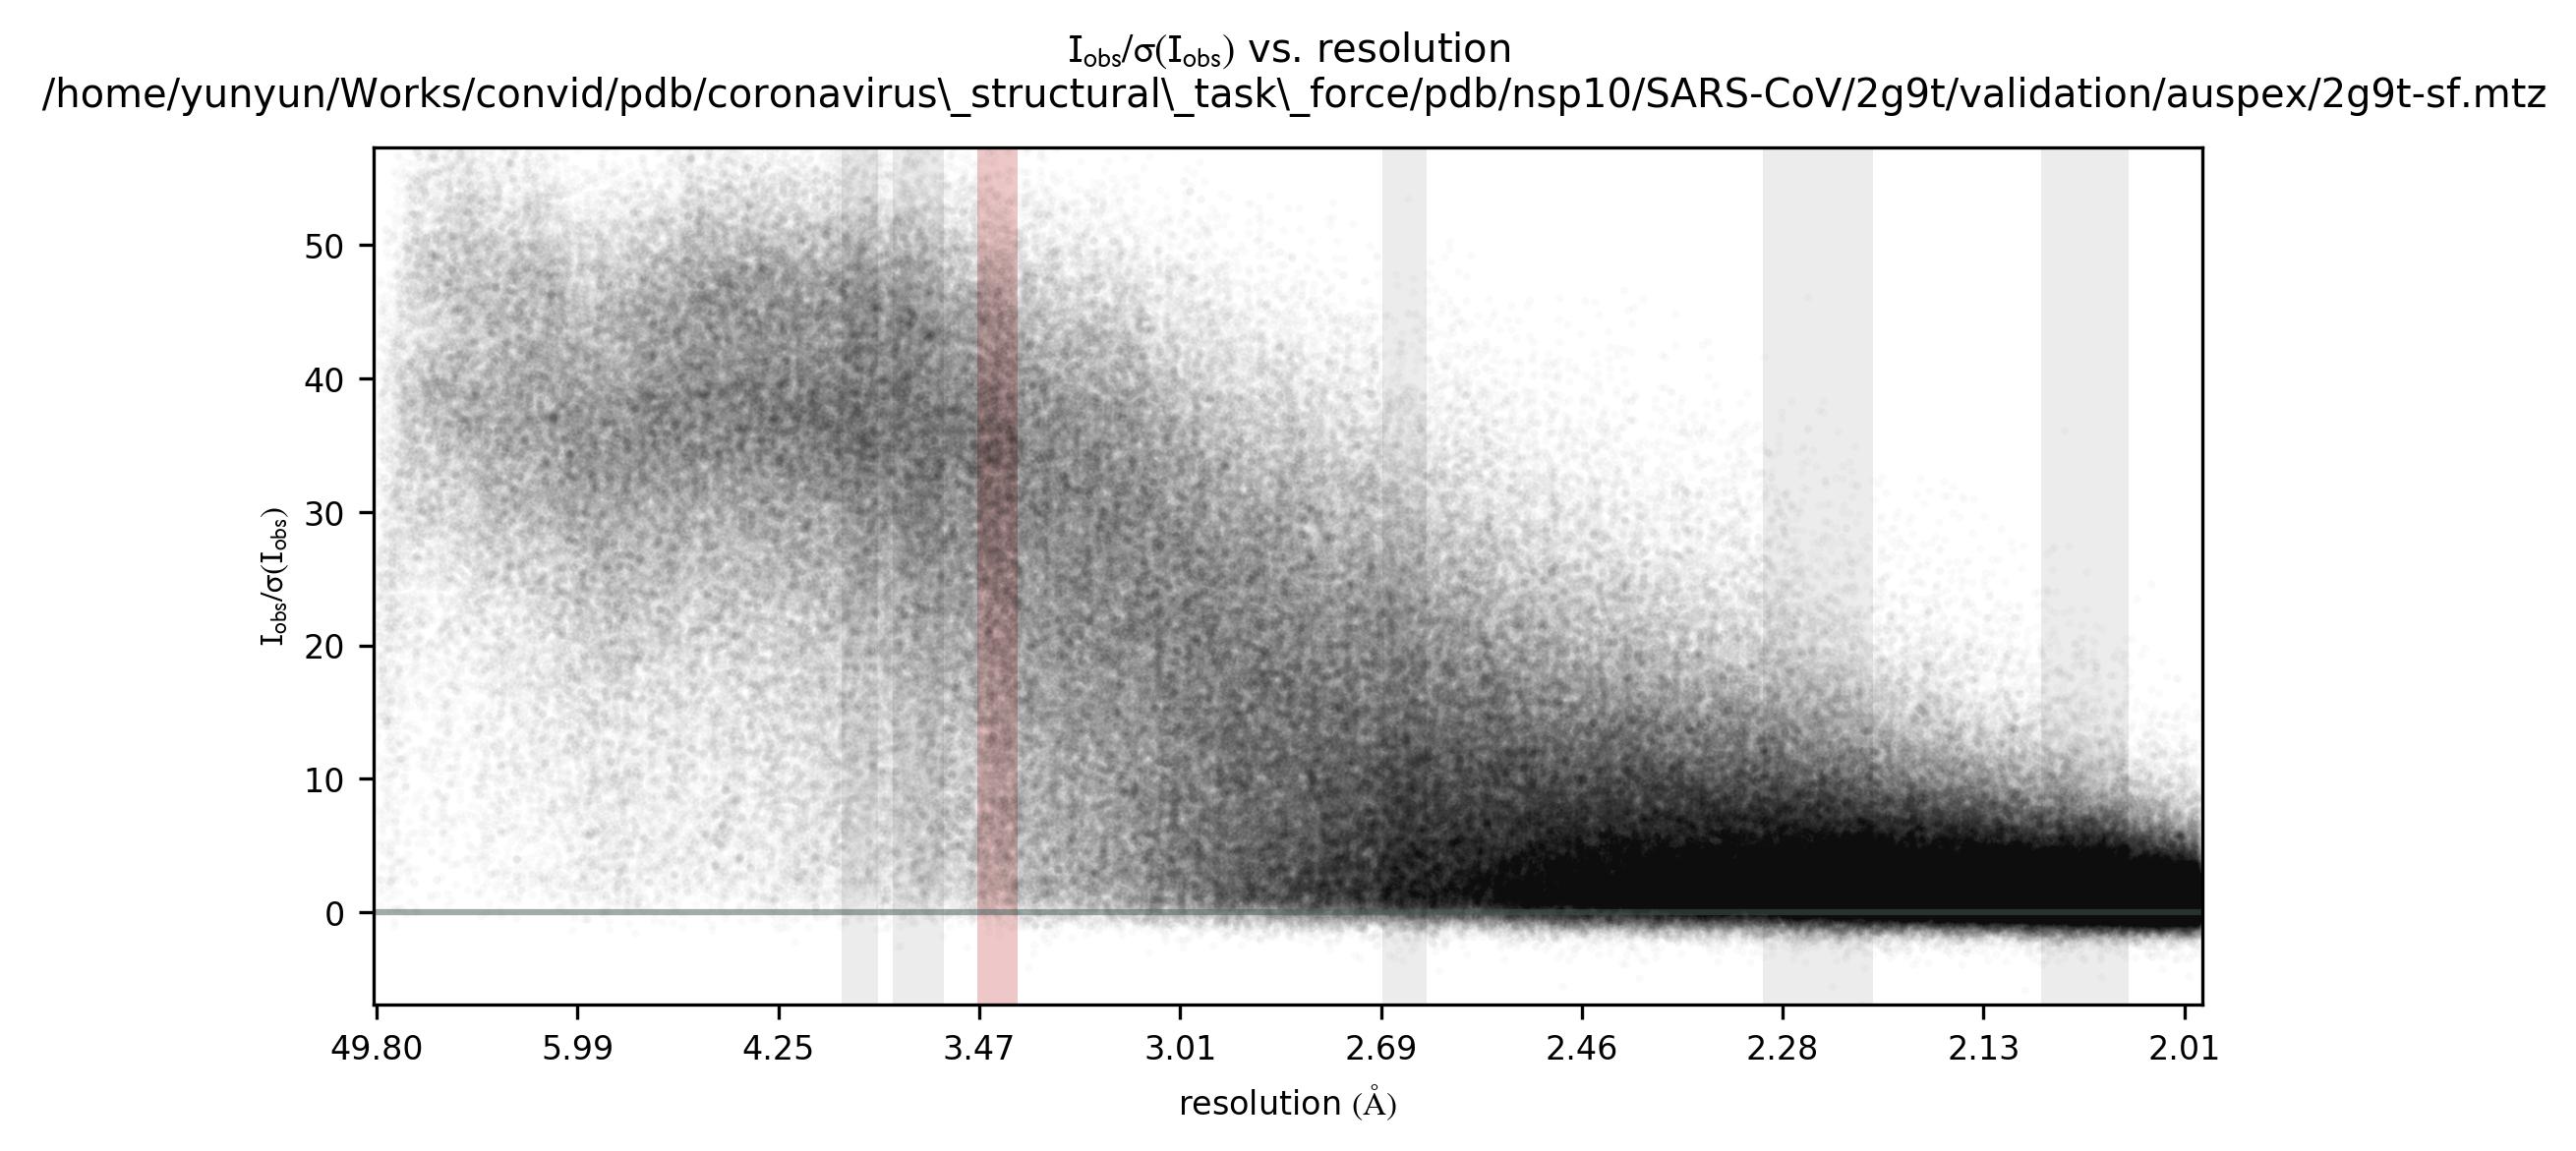 Iobs/σ(Iobs) vs. resolution
/home/yunyun/Works/convid/pdb/coronavirus\_structural\_task\_force/pdb/nsp10/SARS-CoV/2g9t/validation/auspex/2g9t-sf.mtz
Iobs/σ(Iobs)
50
40
30
20
10
0
49.80 5.99 4.25 3.47 3.01 2.69 2.46 2.28 2.13 2.01
resolution (Å)